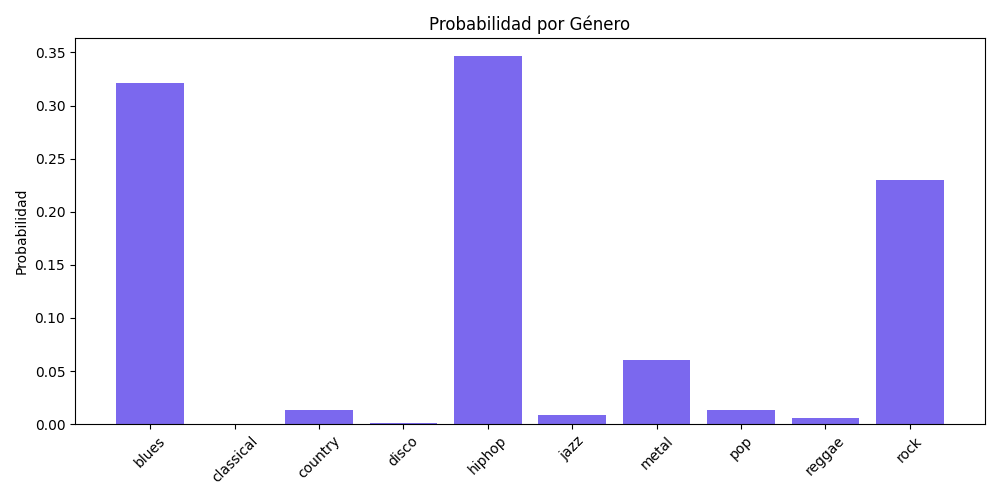 Probabilidad por Género
Probabilidad
0.35
0.30
0.25
0.20
0.15
0.10
0.05
0.00
blues
classical
country
disco
hiphop
jazz
metal
pop
reggae
rock